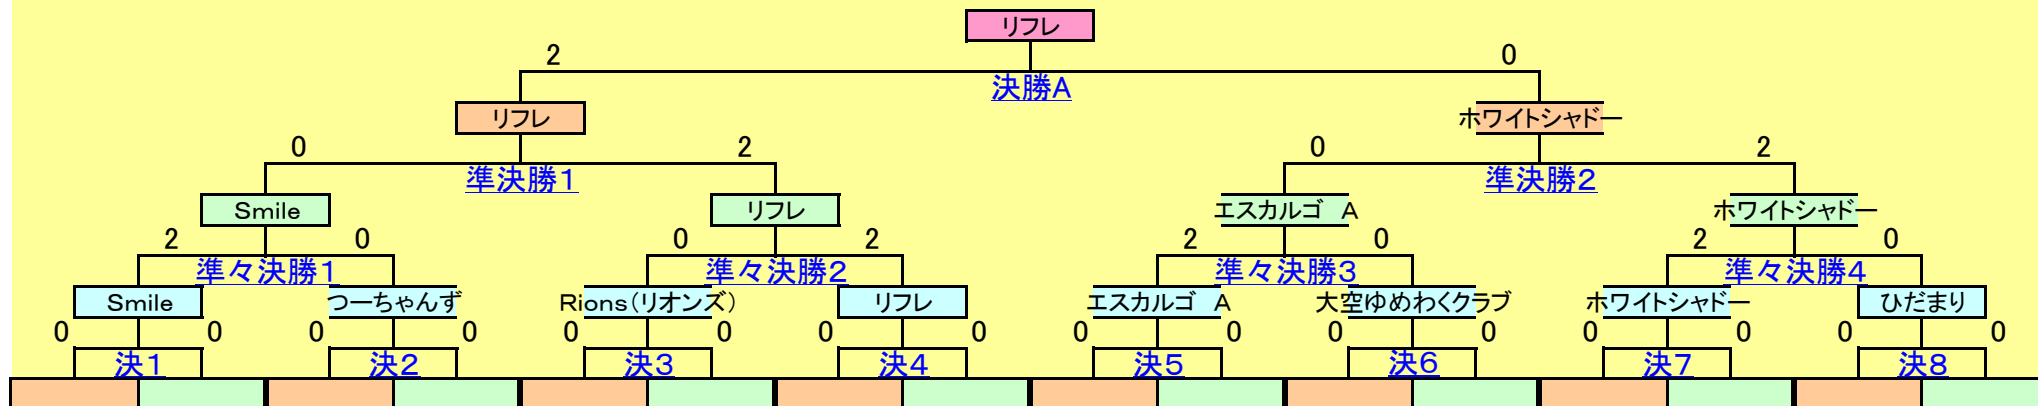 リフレ
2 0
決勝A
リフレ ホワイトシャドー
0 2 0 2
準決勝1 準決勝2
Smile リフレ エスカルゴ A ホワイトシャドー
2 0 0 2 2 0 2 0
準々決勝1 準々決勝2 準々決勝3 準々決勝4
Smile つーちゃんず Rions(リオンズ) リフレ エスカルゴ A 大空ゆめわくクラブ ホワイトシャドー ひだまり
0 0 0 0 0 0 0 0 0 0 0 0 0 0 0 0
決1 決2 決3 決4 決5 決6 決7 決8